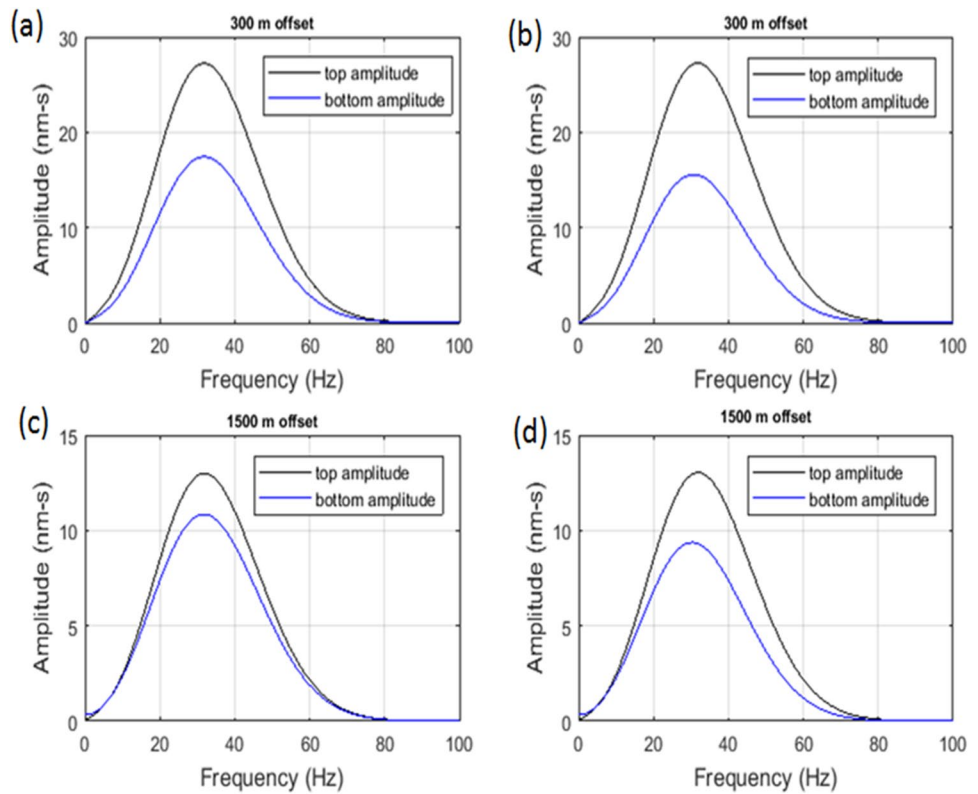 (a)
300 m offset
30
20
10
0
Amplitude (nm-s)
top amplitude
bottom amplitude
0 20 40 60 80 100
Frequency (Hz)
(b)
300 m offset
30
20
10
0
Amplitude (nm-s)
top amplitude
bottom amplitude
0 20 40 60 80 100
Frequency (Hz)
(c)
1500 m offset
15
10
5
0
Amplitude (nm-s)
top amplitude
bottom amplitude
0 20 40 60 80 100
Frequency (Hz)
(d)
1500 m offset
15
10
5
0
Amplitude (nm-s)
top amplitude
bottom amplitude
0 20 40 60 80 100
Frequency (Hz)